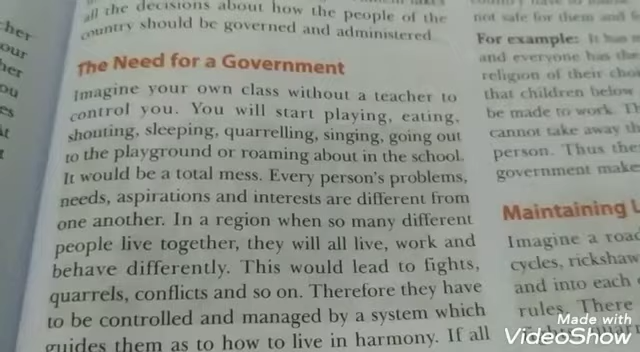 all the decisions about how the people of the
country should be governed and administered
The Need for a Government
Imagine your own class without a teacher to
control you. You will start playing, eating,
shouting, sleeping, quarrelling, singing, going out
to the playground or roaming about in the school.
It would be a total mess. Every person's problems,
needs, aspirations and interests are different from
one another. In a region when so many different
people live together, they will all live, work and
behave differently. This would lead to fights,
quarrels, conflicts and so on. Therefore they have
to be controlled and managed by a system which
guides them as to how to live in harmony. If all
not safe for them and
For example: It has
and everyone has the
religion of their
that children below
be made to work.
cannot take away
person. Thus
government
Maintaining
Imagine a
cycles,
and into each
rules. There
Made with
VideoShow